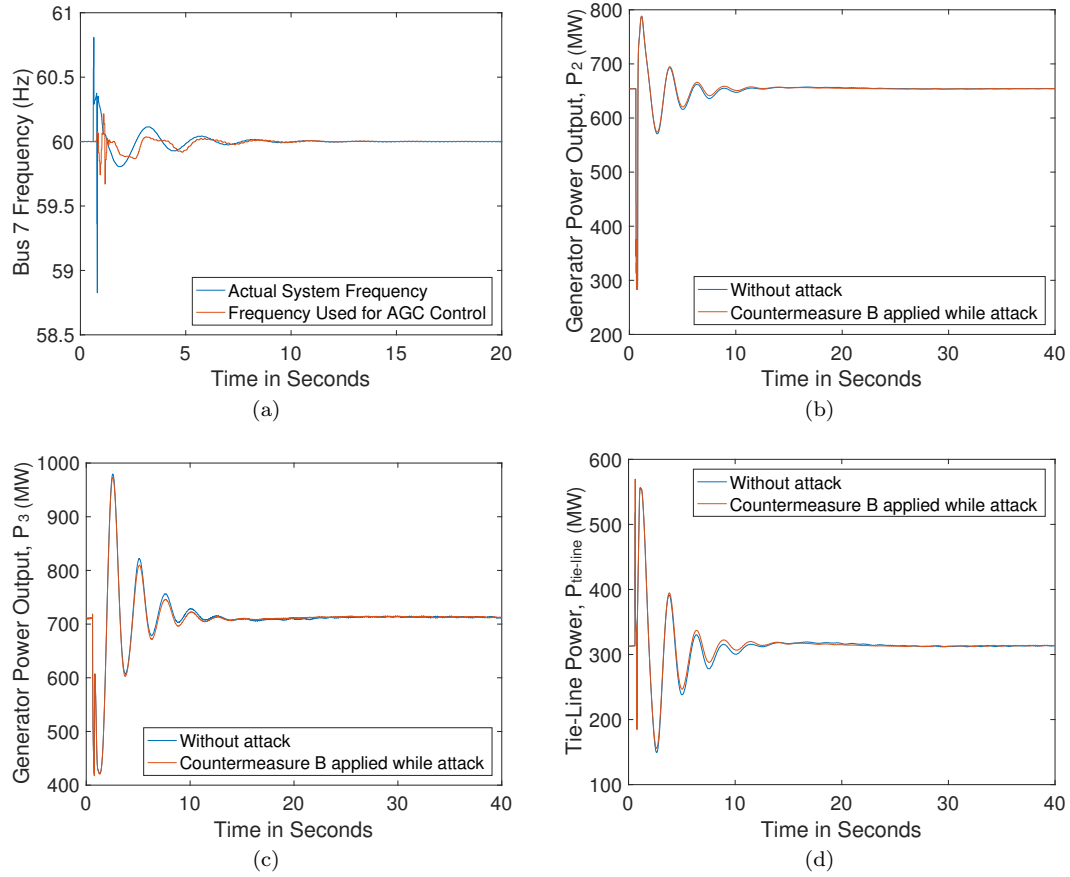 61
60.5
60
59.5
59
58.5
Bus 7 Frequency (Hz)
Actual System Frequency
Frequency Used for AGC Control
0 5 10 15 20
Time in Seconds
(a)
800
700
600
500
400
300
200
Generator Power Output, P2 (MW)
Without attack
Countermeasure B applied while attack
0 10 20 30 40
Time in Seconds
(b)
1000
900
800
700
600
500
400
Generator Power Output, P3 (MW)
Without attack
Countermeasure B applied while attack
0 10 20 30 40
Time in Seconds
(c)
600
500
400
300
200
100
Tie-Line Power, Ptie-line (MW)
Without attack
Countermeasure B applied while attack
0 10 20 30 40
Time in Seconds
(d)